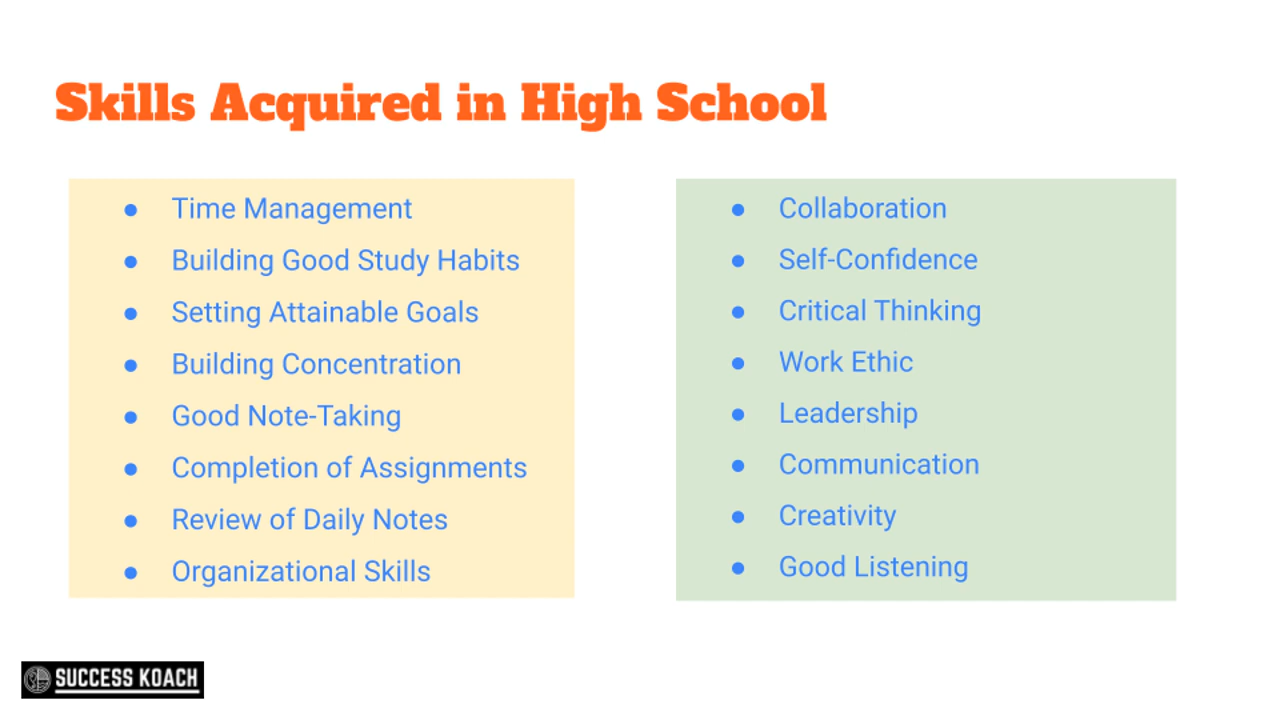 Skills Acquired in High School
● Time Management
● Building Good Study Habits
● Setting Attainable Goals
● Building Concentration
● Good Note-Taking
● Completion of Assignments
● Review of Daily Notes
● Organizational Skills
● Collaboration
● Self-Confidence
● Critical Thinking
● Work Ethic
● Leadership
● Communication
● Creativity
● Good Listening
SUCCESS KOACH